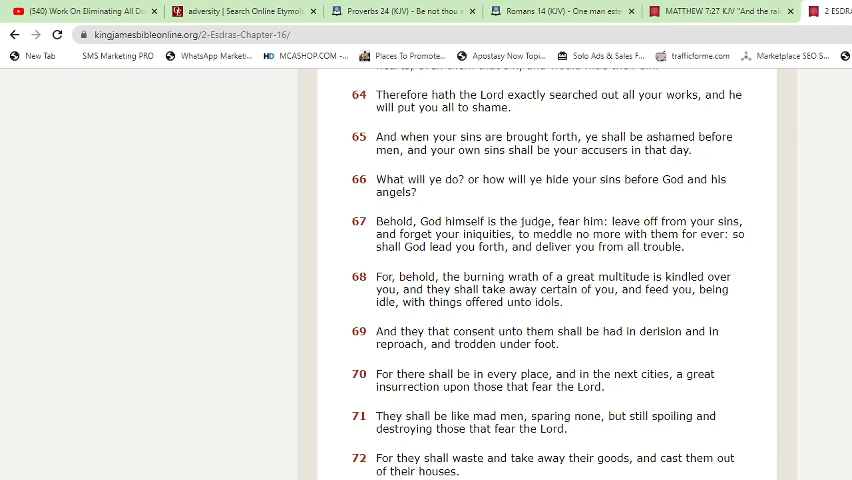 (540) Work On Eliminating All Da
adversity | Search Online Etymolo
Proverbs 24 (KJV) - Be not thou e
Romans 14 (KJV) - One man este
MATTHEW 7:27 KJV "And the rai
2 ESDR
kingjamesbibleonline.org/2-Esdras-Chapter-16/
New Tab
SMS Marketing PRO
WhatsApp Marketer...
MCASHOP.COM –...
Places To Promote...
Apostasy Now Topi...
Solo Ads & Sales F...
trafficforme.com
Marketplace SEO S...
64 Therefore hath the Lord exactly searched out all your works, and he
will put you all to shame.
65 And when your sins are brought forth, ye shall be ashamed before
men, and your own sins shall be your accusers in that day.
66 What will ye do? or how will ye hide your sins before God and his
angels?
67 Behold, God himself is the judge, fear him: leave off from your sins,
and forget your iniquities, to meddle no more with them for ever: so
shall God lead you forth, and deliver you from all trouble.
68 For, behold, the burning wrath of a great multitude is kindled over
you, and they shall take away certain of you, and feed you, being
idle, with things offered unto idols.
69 And they that consent unto them shall be had in derision and in
reproach, and trodden under foot.
70 For there shall be in every place, and in the next cities, a great
insurrection upon those that fear the Lord.
71 They shall be like mad men, sparing none, but still spoiling and
destroying those that fear the Lord.
72 For they shall waste and take away their goods, and cast them out
of their houses.